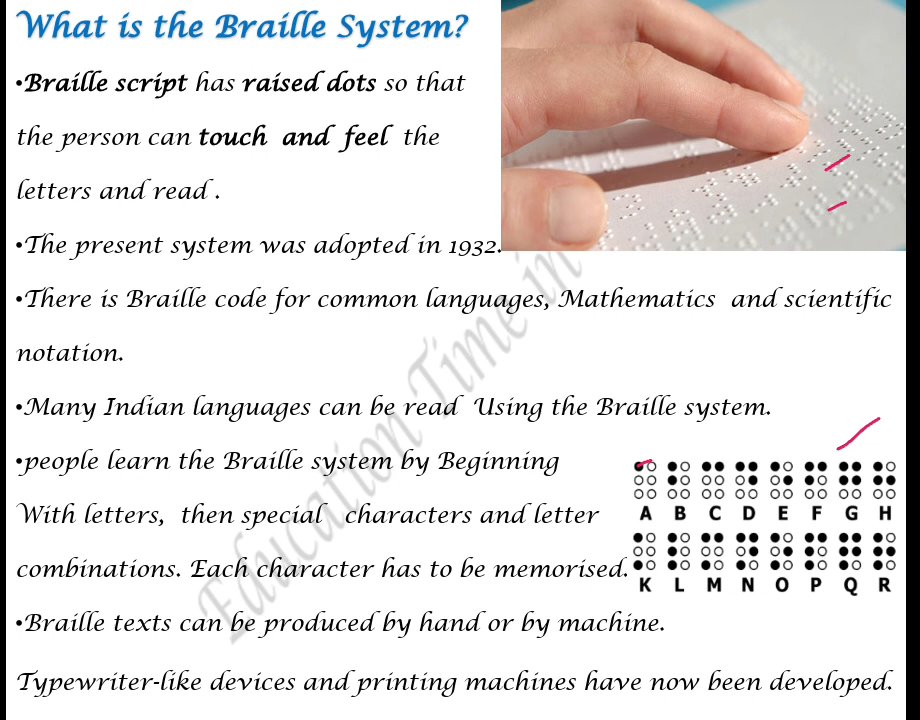 What is the Braille System?
•Braille script has raised dots so that
the person can touch and feel the
letters and read .
•The present system was adopted in 1932.
•There is Braille code for common languages, Mathematics and scientific
notation.
•Many Indian languages can be read Using the Braille system.
•people learn the Braille system by Beginning
With letters, then special characters and letter
combinations. Each character has to be memorised.
•Braille texts can be produced by hand or by machine.
Typewriter-like devices and printing machines have now been developed.
A B C D E F G H
K L M N O P Q R
Education Time in